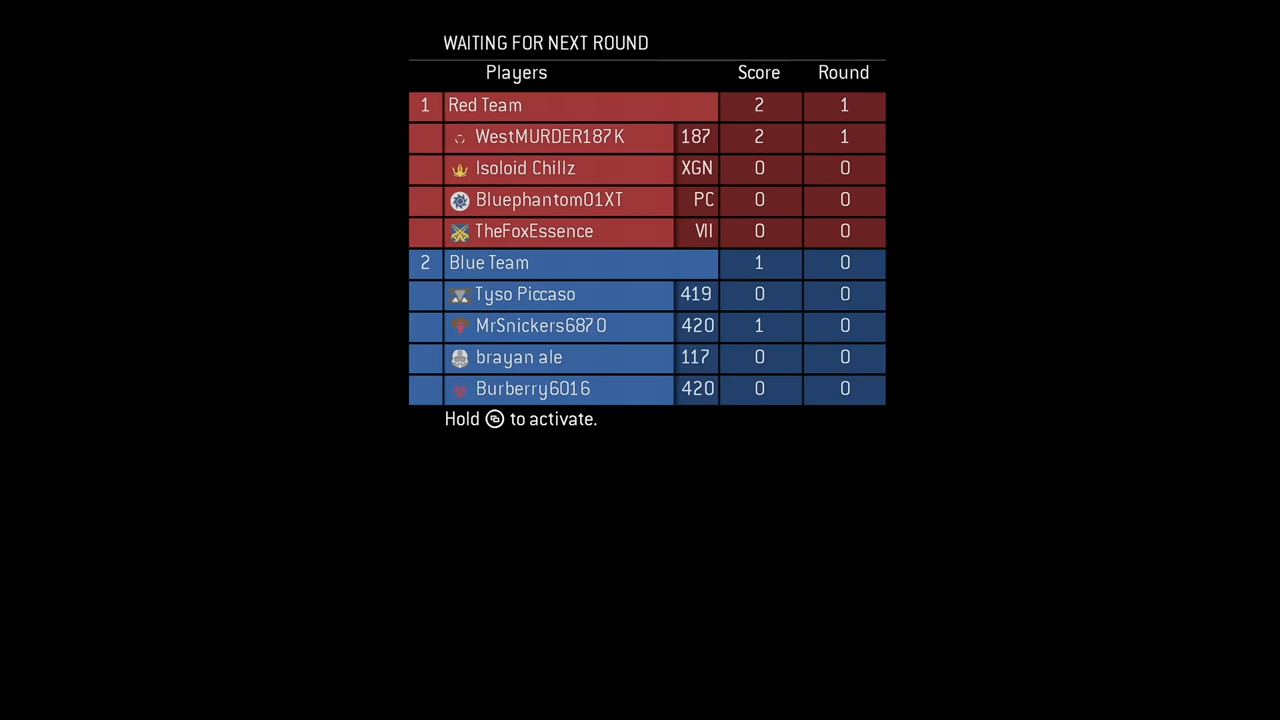 WAITING FOR NEXT ROUND
Players Score Round
1 Red Team 2 1
WestMURDER187K 187 2 1
Isoloid Chillz XGN 0 0
Bluephantom01XT PC 0 0
TheFoxEssence VII 0 0
2 Blue Team 1 0
Tyso Piccaso 419 0 0
MrSnickers6870 420 1 0
brayan ale 117 0 0
Burberry6016 420 0 0
Hold to activate.